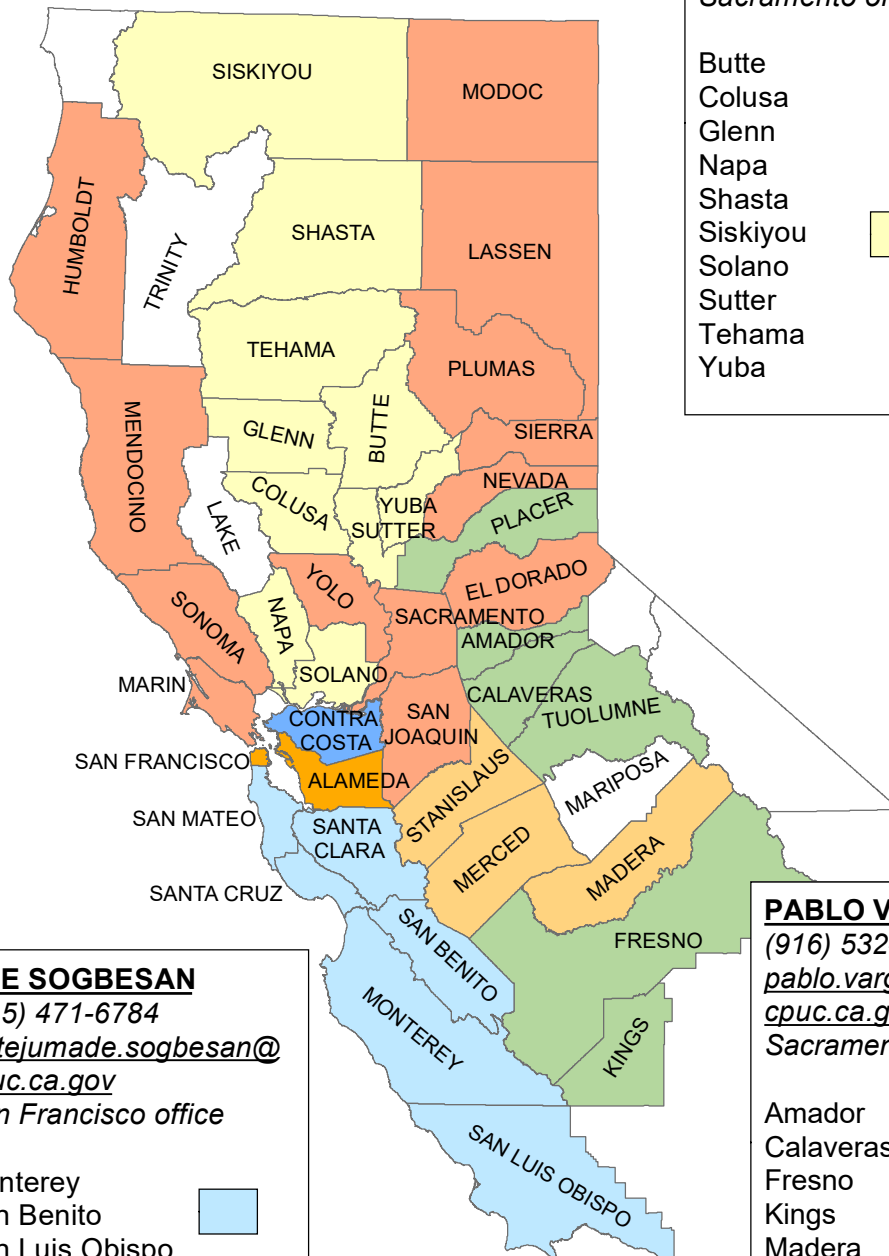 Butte
Colusa
Glenn
Napa
Shasta
Siskiyou
Solano
Sutter
Tehama
Yuba
SISKIYOU
MODOC
HUMBOLDT
TRINITY
SHASTA
LASSEN
TEHAMA
PLUMAS
MENDOCINO
GLENN
BUTTE
SIERRA
NEVADA
COLUSA
YUBA
SUTTER
PLACER
LAKE
YOLO
EL DORADO
SONOMA
NAPA
SACRAMENTO
AMADOR
SOLANO
MARIN
CALAVERAS
TUOLUMNE
CONTRA
COSTA
SAN
JOAQUIN
SAN FRANCISCO
ALAMEDA
STANISLAUS
MARIPOSA
SAN MATEO
SANTA
CLARA
MERCED
MADERA
SANTA CRUZ
SAN BENITO
FRESNO
MONTEREY
KINGS
SAN LUIS OBISPO
E SOGBESAN
5) 471-6784
tejumade.sogbesan@
uc.ca.gov
n Francisco office
nterey
n Benito
n Luis Obispo
PABLO V
(916) 532
pablo.varg
cpuc.ca.g
Sacramen
Amador
Calaveras
Fresno
Kings
Madera